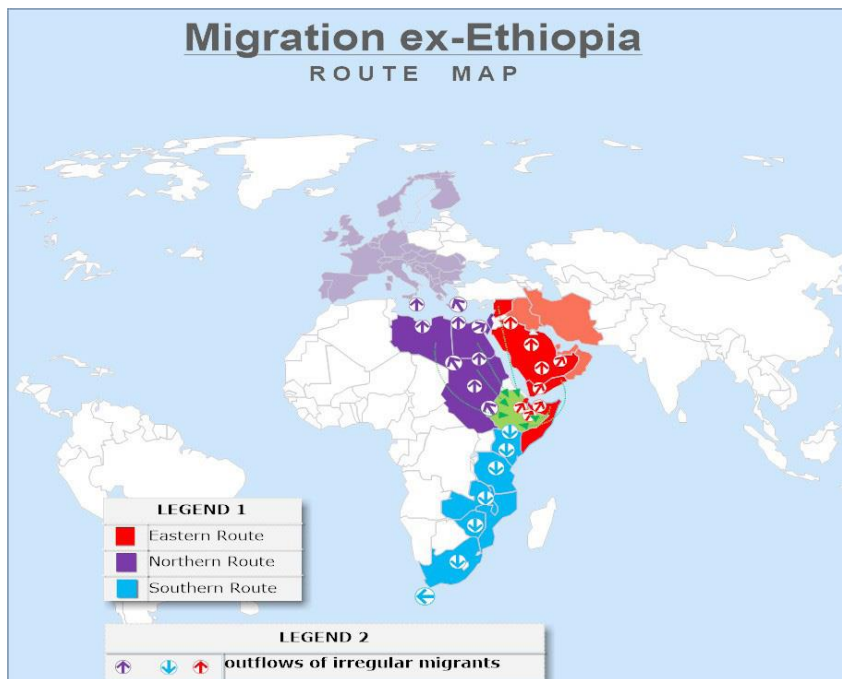 Migration ex-Ethiopia
ROUTE MAP
LEGEND 1
Eastern Route
Northern Route
Southern Route
LEGEND 2
outflows of irregular migrants